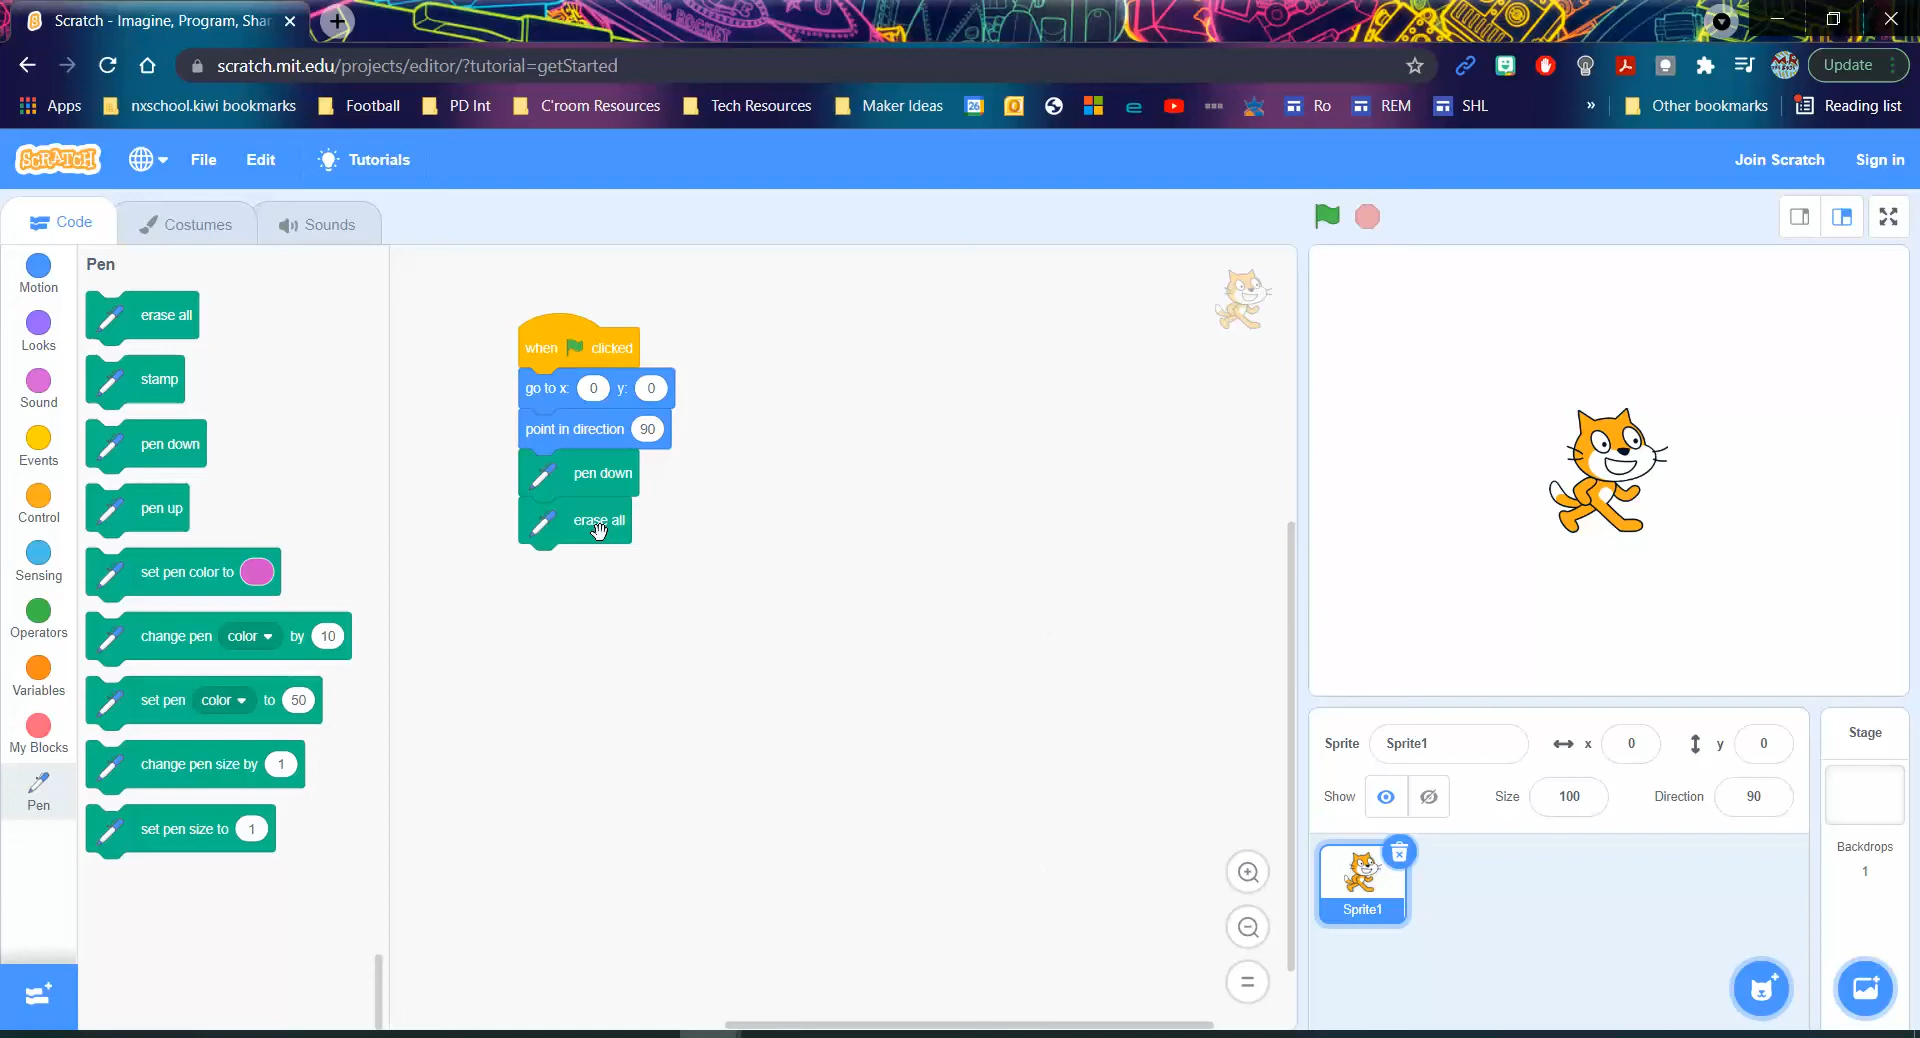 Scratch - Imagine, Program, Shar
scratch.mit.edu/projects/editor/?tutorial=getStarted
Update
Apps nxschool.kiwi bookmarks Football PD Int C'room Resources Tech Resources Maker Ideas 26 Ro REM SHL » Other bookmarks Reading list
SCRATCH File Edit Tutorials Join Scratch Sign in
Code Costumes Sounds
Motion
Looks
Sound
Events
Control
Sensing
Operators
Variables
My Blocks
Pen
Pen
erase all
stamp
pen down
pen up
set pen color to
change pen color by 10
set pen color to 50
change pen size by 1
set pen size to 1
when clicked
go to x: 0 y: 0
point in direction 90
pen down
erase all
Sprite Sprite1 x 0 y 0
Show Size 100 Direction 90
Sprite1
Stage
Backdrops
1